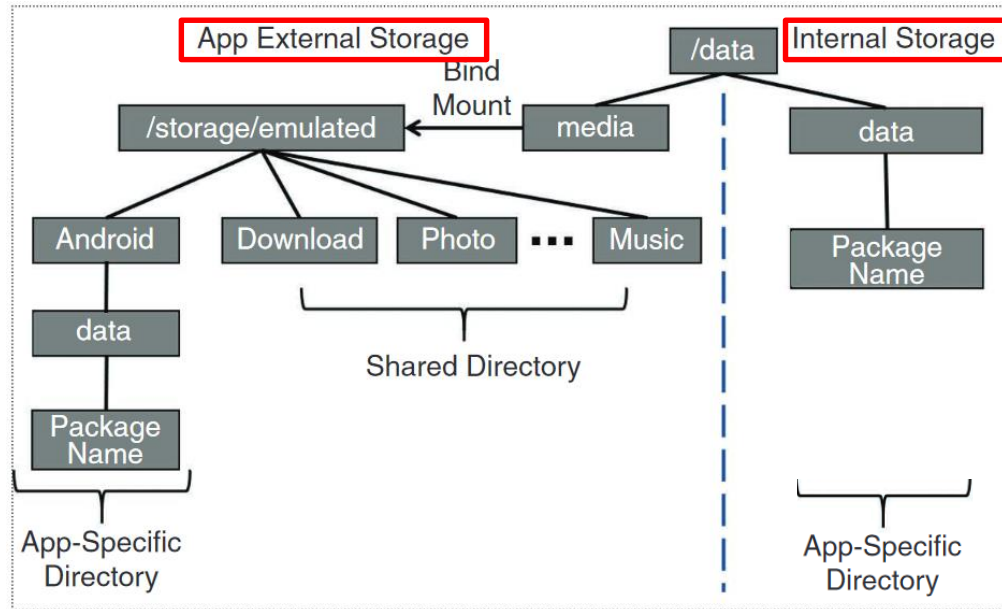 App External Storage
/data
Internal Storage
Bind
Mount
/storage/emulated
media
data
Android
Download
Photo
...
Music
Package
Name
data
Shared Directory
Package
Name
App-Specific
Directory
App-Specific
Directory